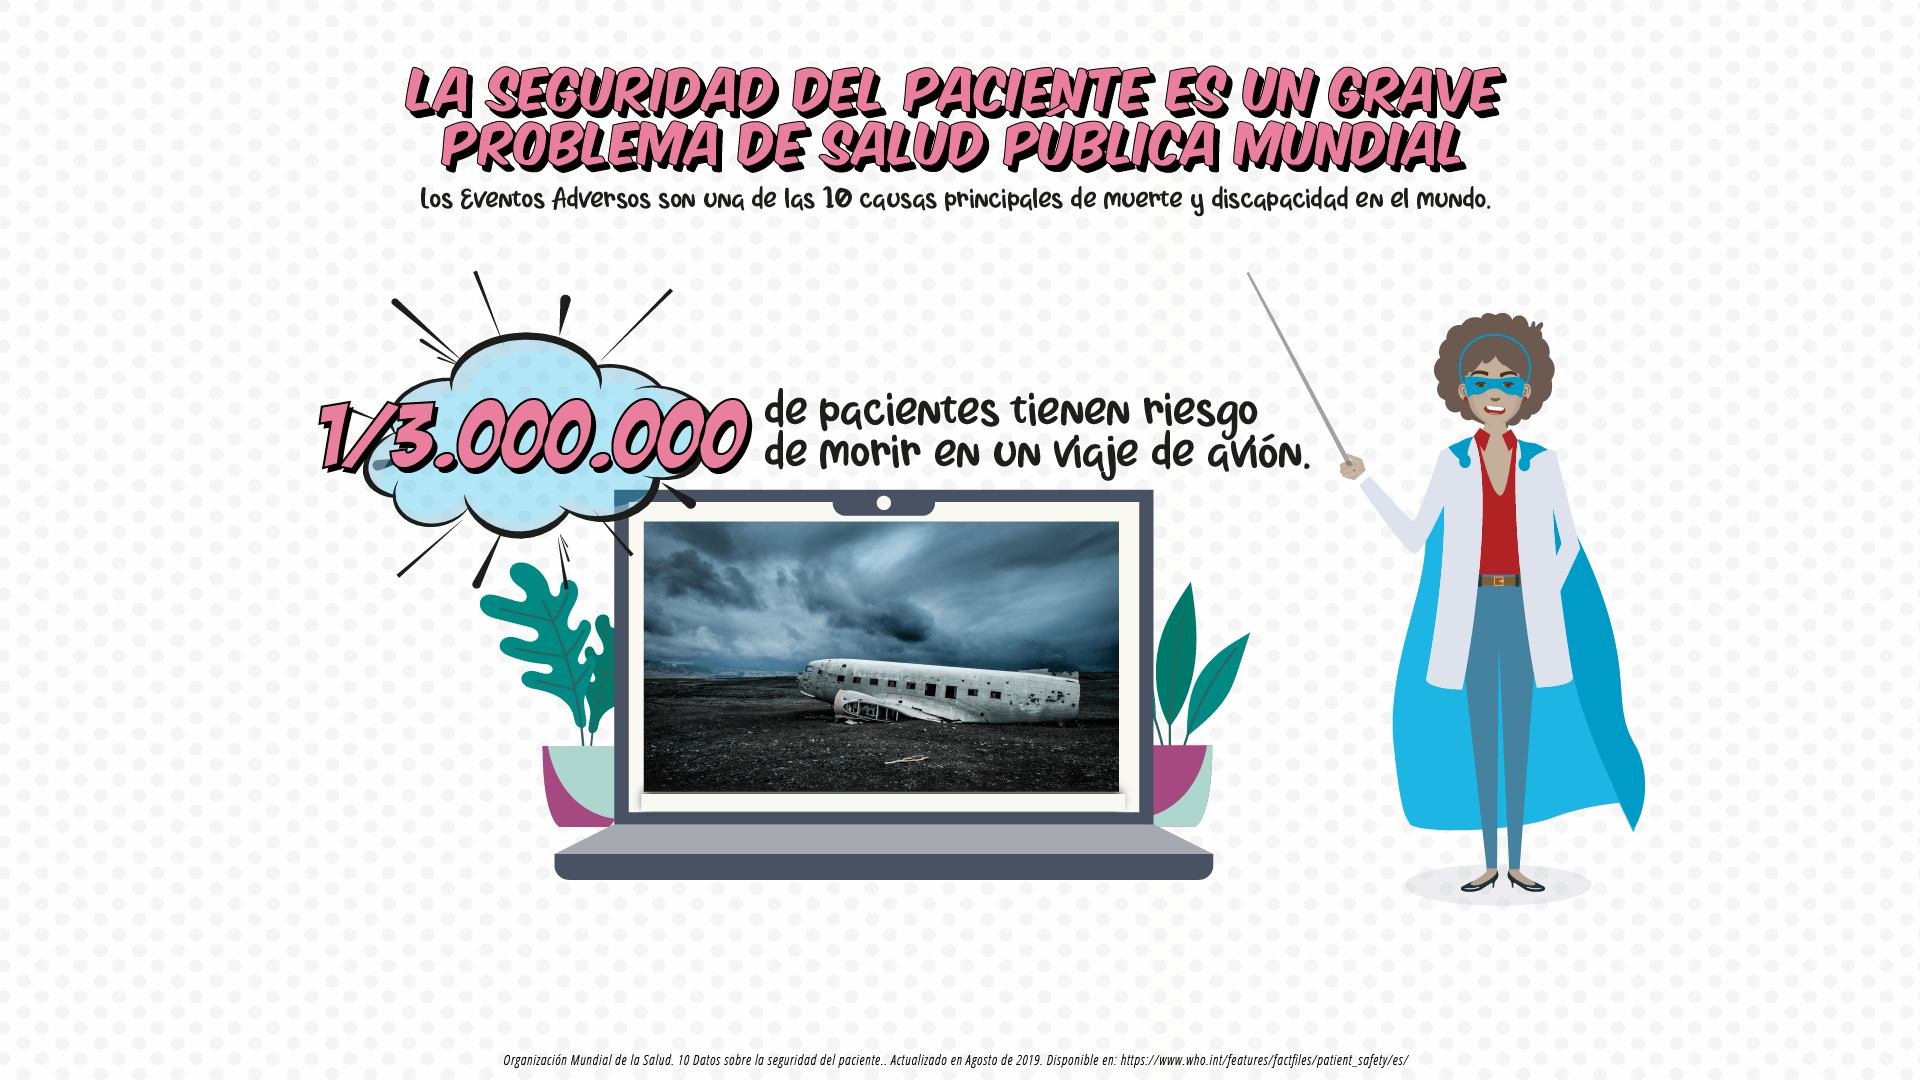 LA SEGURIDAD DEL PACIENTE ES UN GRAVE
PROBLEMA DE SALUD PÚBLICA MUNDIAL
Los Eventos Adversos son una de las 10 causas principales de muerte y discapacidad en el mundo.
1/3.000.000
de pacientes tienen riesgo
de morir en un viaje de avión.
Organización Mundial de la Salud. 10 Datos sobre la seguridad del paciente.. Actualizado en Agosto de 2019. Disponible en: https://www.who.int/features/factfiles/patient_safety/es/